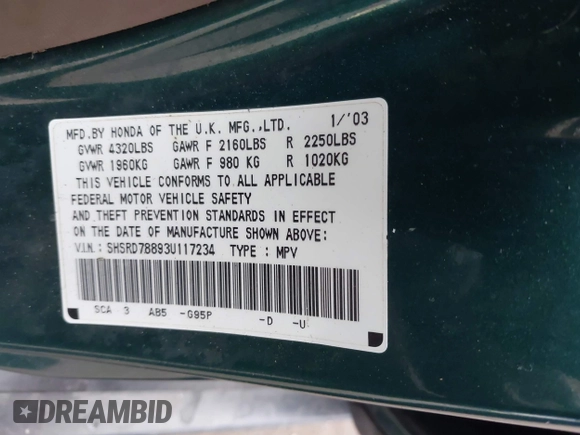 MFD.BY HONDA OF THE U.K. MFG.,LTD. 1/'03
GVWR 4320LBS GAWR F 2160LBS R 2250LBS
GVWR 1960KG GAWR F 980 KG R 1020KG
THIS VEHICLE CONFORMS TO ALL APPLICABLE
FEDERAL MOTOR VEHICLE SAFETY
AND THEFT PREVENTION STANDARDS IN EFFECT
ON THE DATE OF MANUFACTURE SHOWN ABOVE:
V.I.N.: SHSRD78893U117234 TYPE : MPV
SCA 3 AB5 -G95P -D -U
DREAMBID